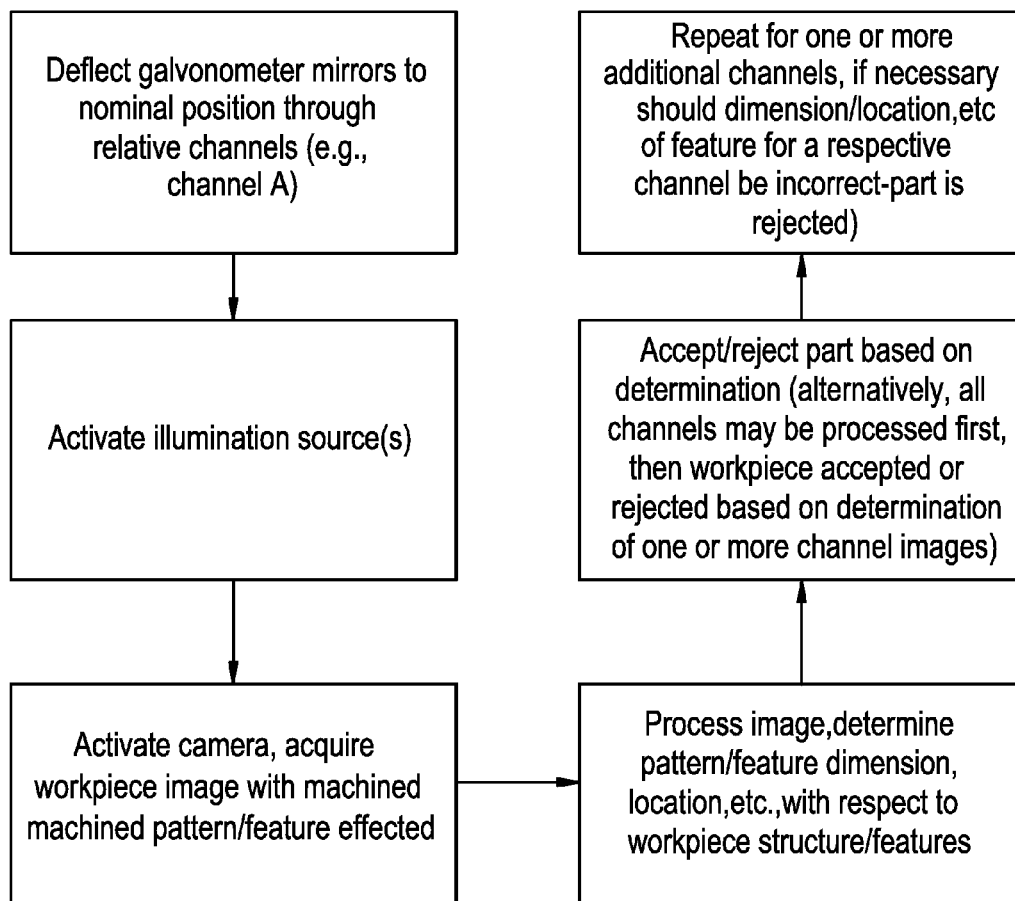 Deflect galvonometer mirrors to
nominal position through
relative channels (e.g.,
channel A)
Activate illumination source(s)
Activate camera, acquire
workpiece image with machined
machined pattern/feature effected
Process image,determine
pattern/feature dimension,
location,etc.,with respect to
workpiece structure/features
Accept/reject part based on
determination (alternatively, all
channels may be processed first,
then workpiece accepted or
rejected based on determination
of one or more channel images)
Repeat for one or more
additional channels, if necessary
should dimension/location,etc
of feature for a respective
channel be incorrect-part is
rejected)